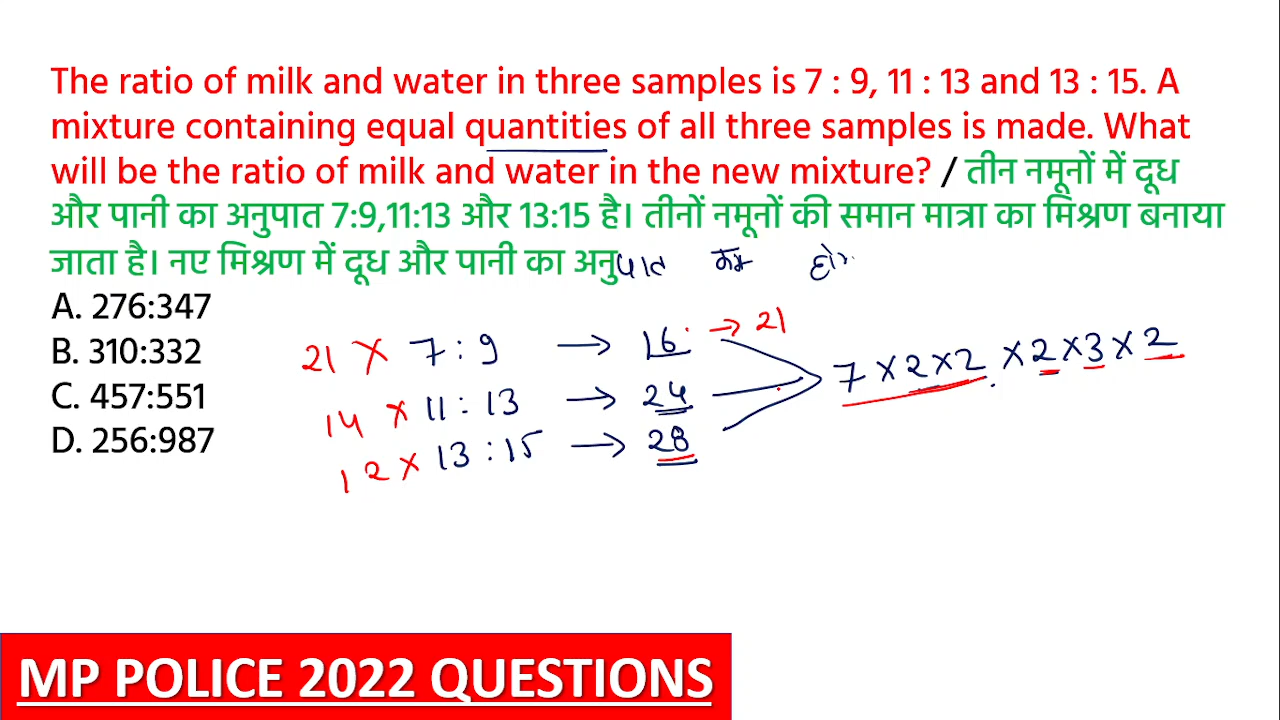 The ratio of milk and water in three samples is 7 : 9, 11 : 13 and 13 : 15. A
mixture containing equal quantities of all three samples is made. What
will be the ratio of milk and water in the new mixture? / तीन नमूनों में दूध
और पानी का अनुपात 7:9,11:13 और 13:15 है। तीनों नमूनों की समान मात्रा का मिश्रण बनाया
जाता है। नए मिश्रण में दूध और पानी का अनुपात
A. 276:347
B. 310:332
C. 457:551
D. 256:987
21 × 7 : 9 → 16 → 21
14 × 11 : 13 → 24
12 × 13 : 15 → 28
7 × 2 × 2 × 2 × 3 × 2
MP POLICE 2022 QUESTIONS